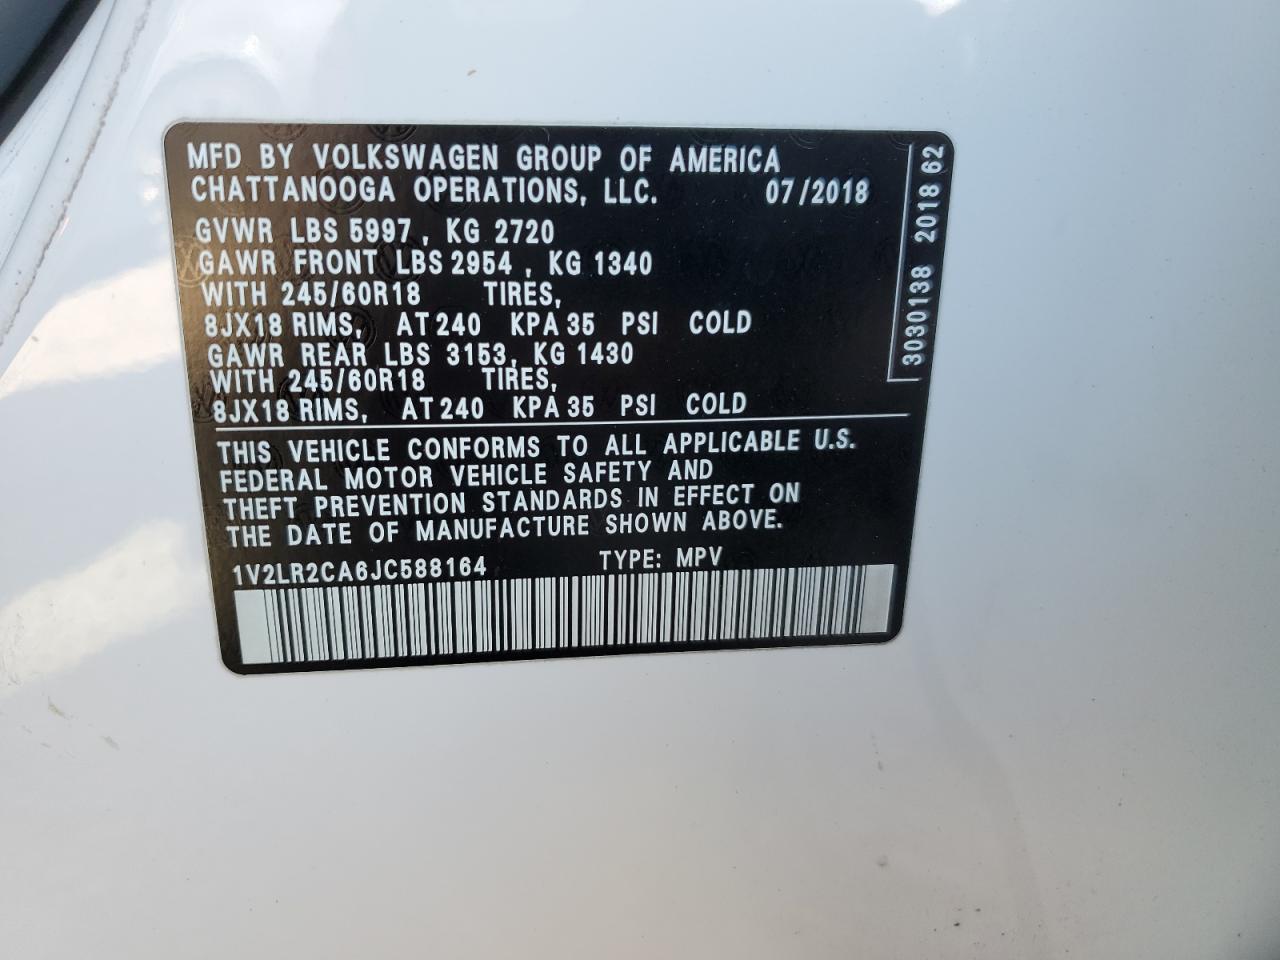 MFD BY VOLKSWAGEN GROUP OF AMERICA
CHATTANOOGA OPERATIONS, LLC. 07/2018
GVWR LBS 5997, KG 2720
GAWR FRONT LBS 2954, KG 1340
WITH 245/60R18 TIRES,
8JX18 RIMS, AT 240 KPA 35 PSI COLD
GAWR REAR LBS 3153, KG 1430
WITH 245/60R18 TIRES,
8JX18 RIMS, AT 240 KPA 35 PSI COLD
THIS VEHICLE CONFORMS TO ALL APPLICABLE U.S.
FEDERAL MOTOR VEHICLE SAFETY AND
THEFT PREVENTION STANDARDS IN EFFECT ON
THE DATE OF MANUFACTURE SHOWN ABOVE.
1V2LR2CA6JC588164 TYPE: MPV
3030138 2018 62